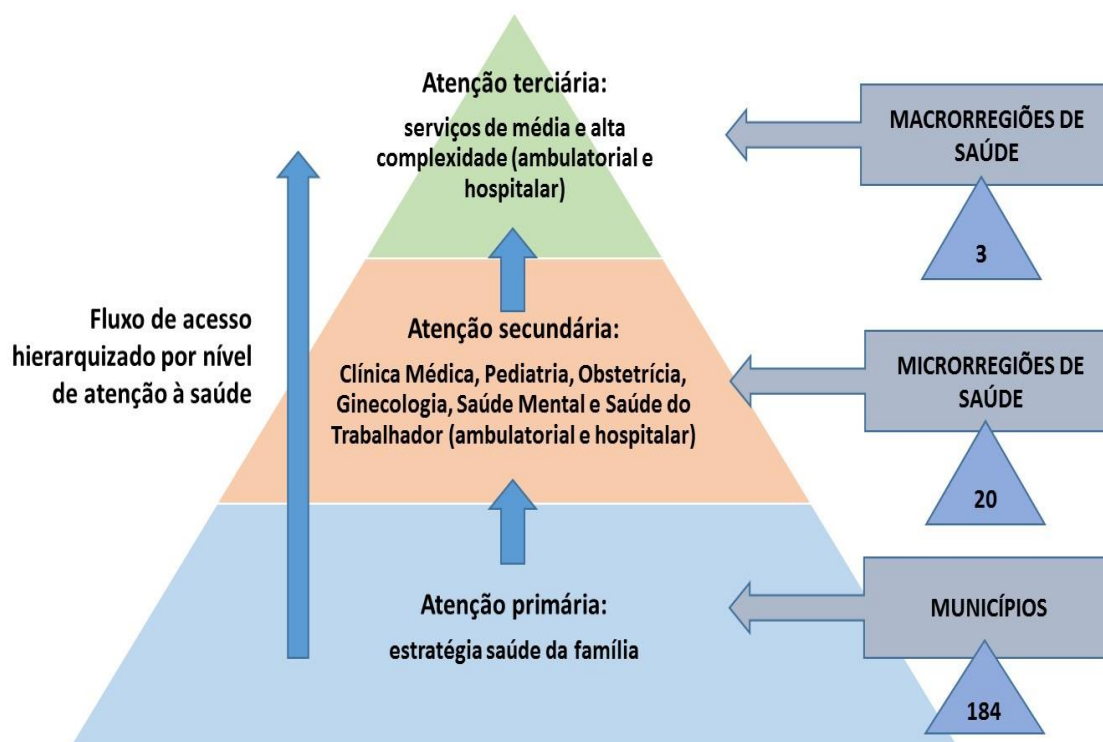 Atenção terciária:
serviços de média e alta
complexidade (ambulatorial e
hospitalar)
MACRORREGIÕES DE
SAÚDE
3
Fluxo de acesso
hierarquizado por nível
de atenção à saúde
Atenção secundária:
Clínica Médica, Pediatria, Obstetrícia,
Ginecologia, Saúde Mental e Saúde do
Trabalhador (ambulatorial e hospitalar)
MICRORREGIÕES DE
SAÚDE
20
Atenção primária:
estratégia saúde da família
MUNICÍPIOS
184